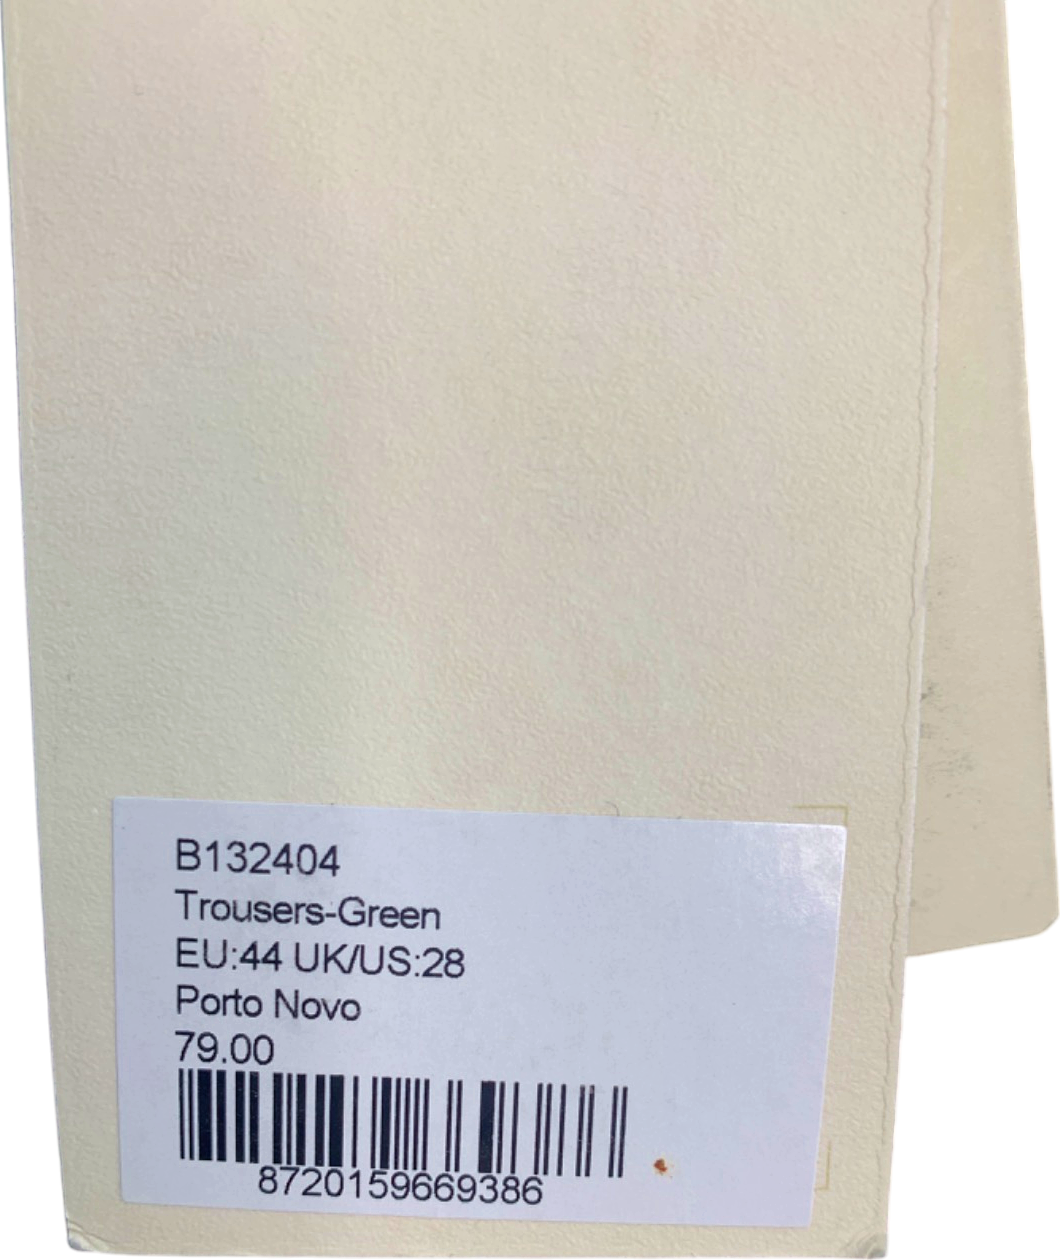 B132404
Trousers-Green
EU:44 UK/US:28
Porto Novo
79.00
8720159669386